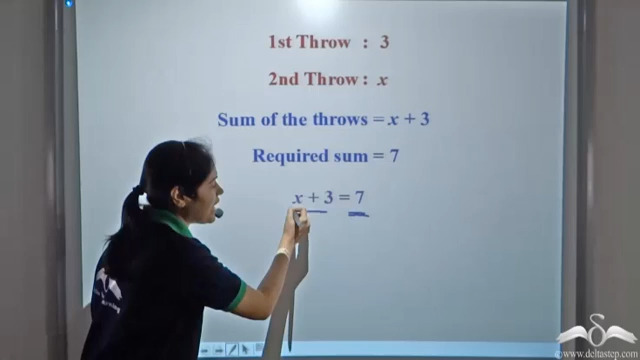 1st Throw : 3
2nd Throw : x
Sum of the throws = x + 3
Required sum = 7
x + 3 = 7
©www.deltastep.com